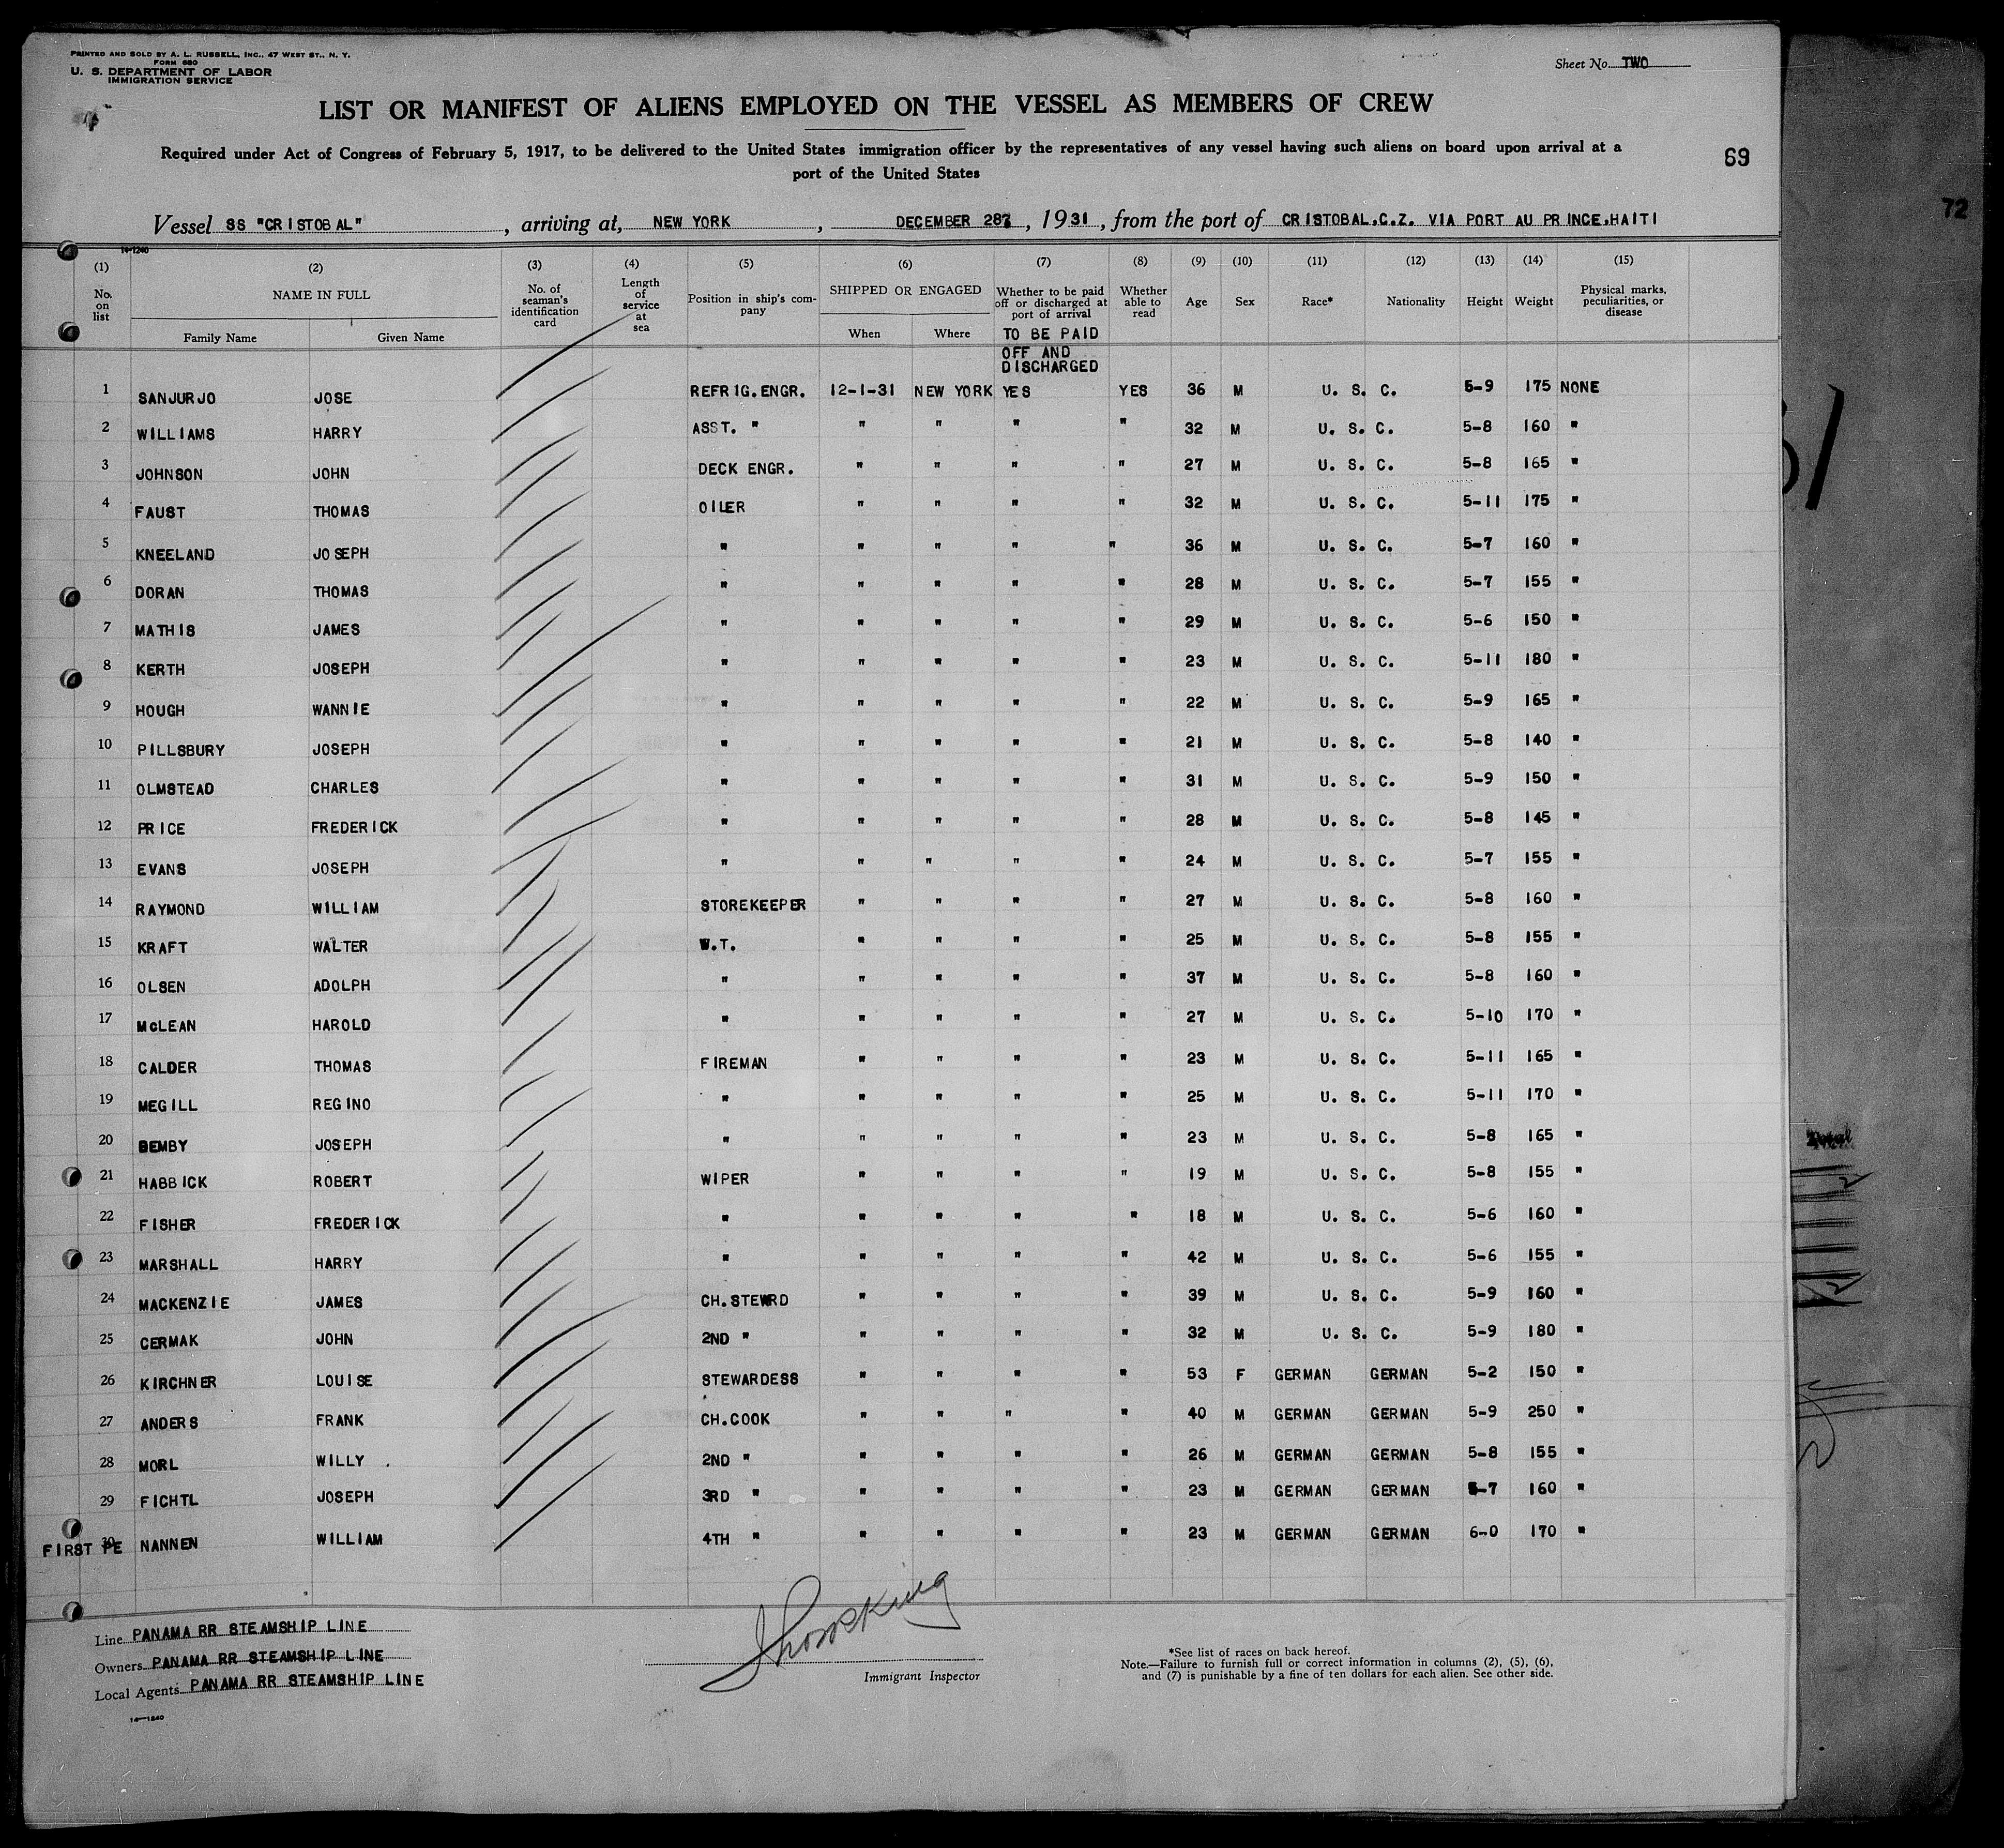 PRINTED AND SOLD BY A. L. RUSSELL, INC., 47 WEST ST., N. Y.
FORM 680
U. S. DEPARTMENT OF LABOR
IMMIGRATION SERVICE
Sheet No. TWO
LIST OR MANIFEST OF ALIENS EMPLOYED ON THE VESSEL AS MEMBERS OF CREW
Required under Act of Congress of February 5, 1917, to be delivered to the United States immigration officer by the representatives of any vessel having such aliens on board upon arrival at a
port of the United States
69
72
Vessel SS "CRISTOBAL", arriving at, NEW YORK, DECEMBER 28, 1931, from the port of CRISTOBAL,C.Z. VIA PORT AU PRINCE,HAITI
14-1240
(1) (2) (3) (4) (5) (6) (7) (8) (9) (10) (11) (12) (13) (14) (15)
No. on list NAME IN FULL Family Name Given Name No. of seaman's identification card Length of service at sea Position in ship's company SHIPPED OR ENGAGED When Where Whether to be paid off or discharged at port of arrival Whether able to read Age Sex Race* Nationality Height Weight Physical marks, peculiarities, or disease
TO BE PAID
OFF AND
DISCHARGED
1 SANJURJO JOSE REFRIG.ENGR. 12-1-31 NEW YORK YES YES 36 M U. S. C. 5-9 175 NONE
2 WILLIAMS HARRY ASST. " " " " " 32 M U. S. C. 5-8 160 "
3 JOHNSON JOHN DECK ENGR. " " " " 27 M U. S. C. 5-8 165 "
4 FAUST THOMAS OILER " " " " 32 M U. S. C. 5-11 175 "
5 KNEELAND JOSEPH " " " " " 36 M U. S. C. 5-7 160 "
6 DORAN THOMAS " " " " " 28 M U. S. C. 5-7 155 "
7 MATHIS JAMES " " " " " 29 M U. S. C. 5-6 150 "
8 KERTH JOSEPH " " " " " 23 M U. S. C. 5-11 180 "
9 HOUGH WANNIE " " " " " 22 M U. S. C. 5-9 165 "
10 PILLSBURY JOSEPH " " " " " 21 M U. S. C. 5-8 140 "
11 OLMSTEAD CHARLES " " " " " 31 M U. S. C. 5-9 150 "
12 PRICE FREDERICK " " " " " 28 M U. S. C. 5-8 145 "
13 EVANS JOSEPH " " " " " 24 M U. S. C. 5-7 155 "
14 RAYMOND WILLIAM STOREKEEPER " " " " 27 M U. S. C. 5-8 160 "
15 KRAFT WALTER W.T. " " " " 25 M U. S. C. 5-8 155 "
16 OLSEN ADOLPH " " " " " 37 M U. S. C. 5-8 160 "
17 McLEAN HAROLD " " " " " 27 M U. S. C. 5-10 170 "
18 CALDER THOMAS FIREMAN " " " " 23 M U. S. C. 5-11 165 "
19 MEGILL REGINO " " " " " 25 M U. S. C. 5-11 170 "
20 BEMBY JOSEPH " " " " " 23 M U. S. C. 5-8 165 "
21 HABBICK ROBERT WIPER " " " " 19 M U. S. C. 5-8 155 "
22 FISHER FREDERICK " " " " " 18 M U. S. C. 5-6 160 "
23 MARSHALL HARRY " " " " " 42 M U. S. C. 5-6 155 "
24 MACKENZIE JAMES CH.STEWRD " " " " 39 M U. S. C. 5-9 160 "
25 CERMAK JOHN 2ND " " " " " 32 M U. S. C. 5-9 180 "
26 KIRCHNER LOUISE STEWARDESS " " " " 53 F GERMAN GERMAN 5-2 150 "
27 ANDERS FRANK CH.COOK " " " " 40 M GERMAN GERMAN 5-9 250 "
28 MORL WILLY 2ND " " " " " 26 M GERMAN GERMAN 5-8 155 "
29 FICHTL JOSEPH 3RD " " " " " 23 M GERMAN GERMAN 5-7 160 "
30 NANNEN WILLIAM 4TH " " " " " 23 M GERMAN GERMAN 6-0 170 "
FIRST PE
Line PANAMA RR STEAMSHIP LINE
Owners PANAMA RR STEAMSHIP LINE
Local Agents PANAMA RR STEAMSHIP LINE
Immigrant Inspector
*See list of races on back hereof.
Note.—Failure to furnish full or correct information in columns (2), (5), (6),
and (7) is punishable by a fine of ten dollars for each alien. See other side.
14—1240